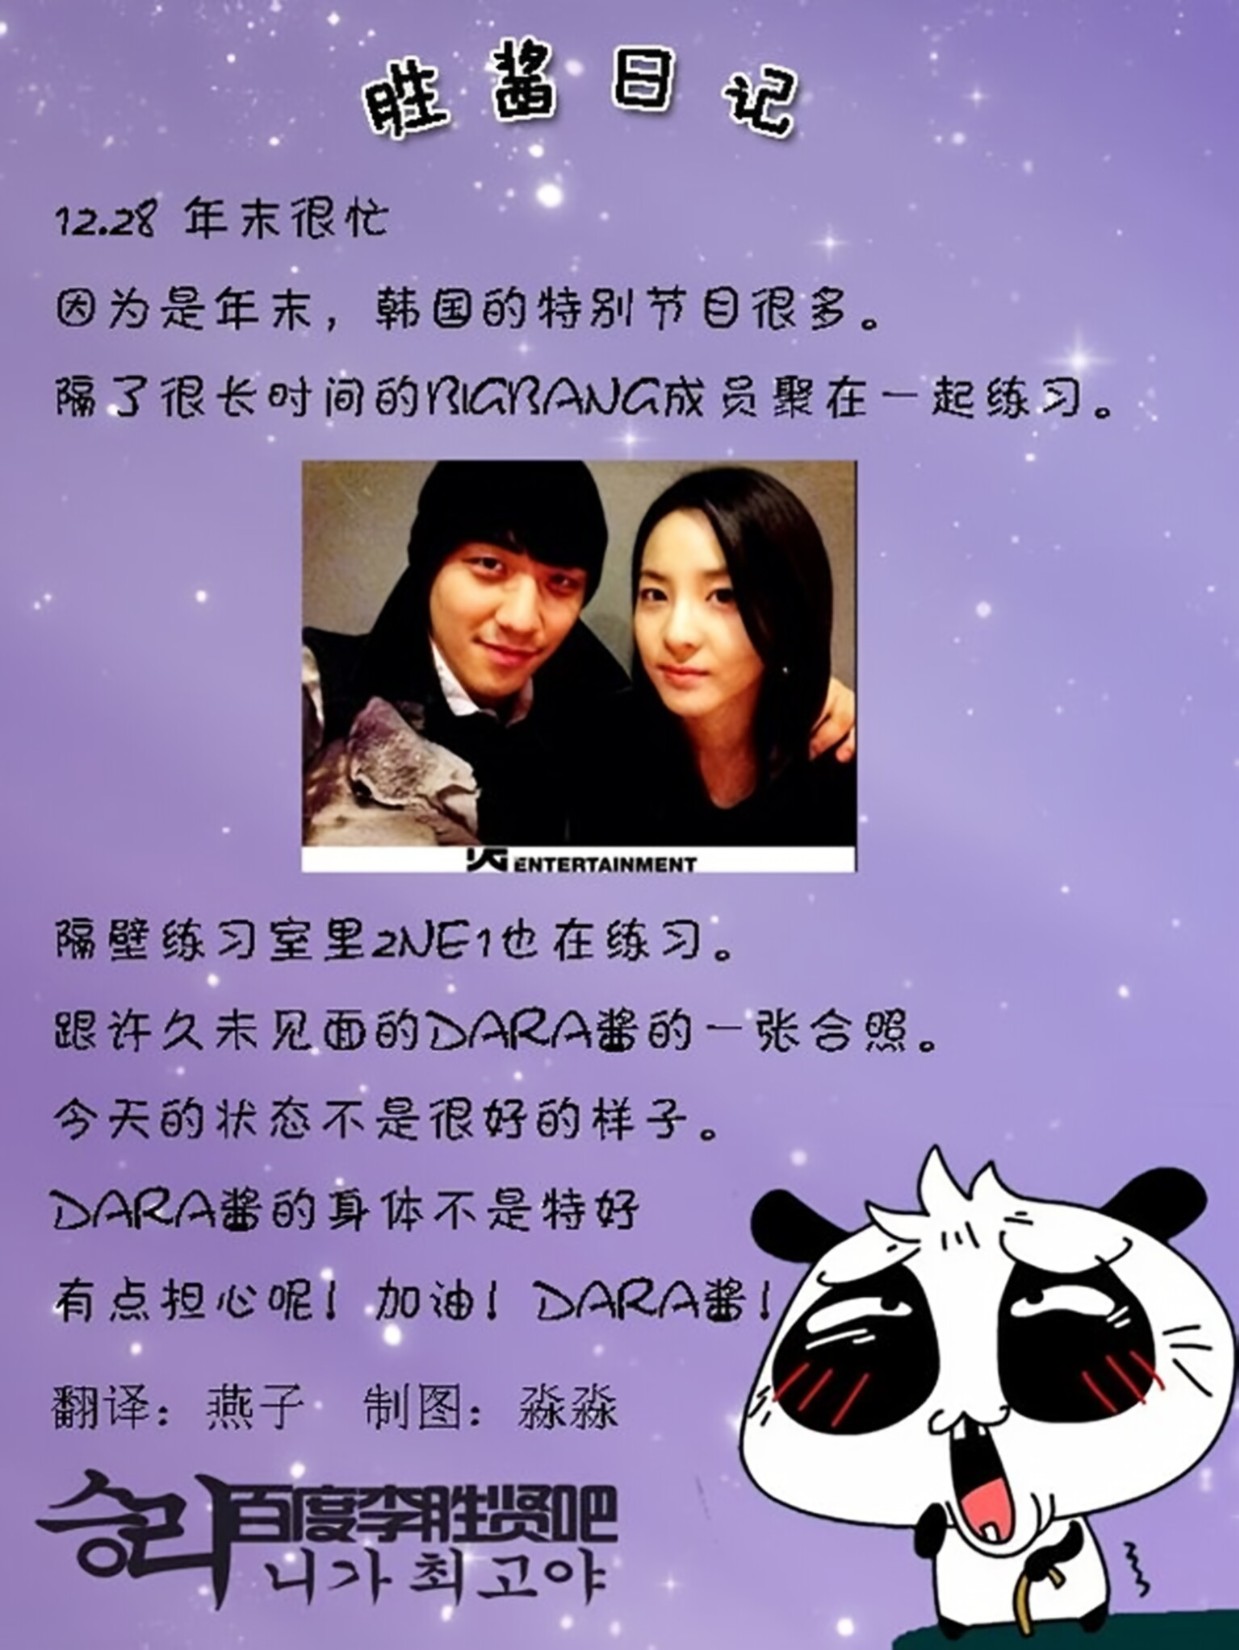 胜酱日记
12.28 年末很忙
因为是年末，韩国的特别节目很多。
隔了很长时间的BIGBANG成员聚在一起练习。
YG ENTERTAINMENT
隔壁练习室里2NE1也在练习。
跟许久未见面的DARA酱的一张合照。
今天的状态不是很好的样子。
DARA酱的身体不是特好
有点担心呢！加油！DARA酱！
翻译：燕子 制图：淼淼
승리百度李胜贤吧
니가 최고야